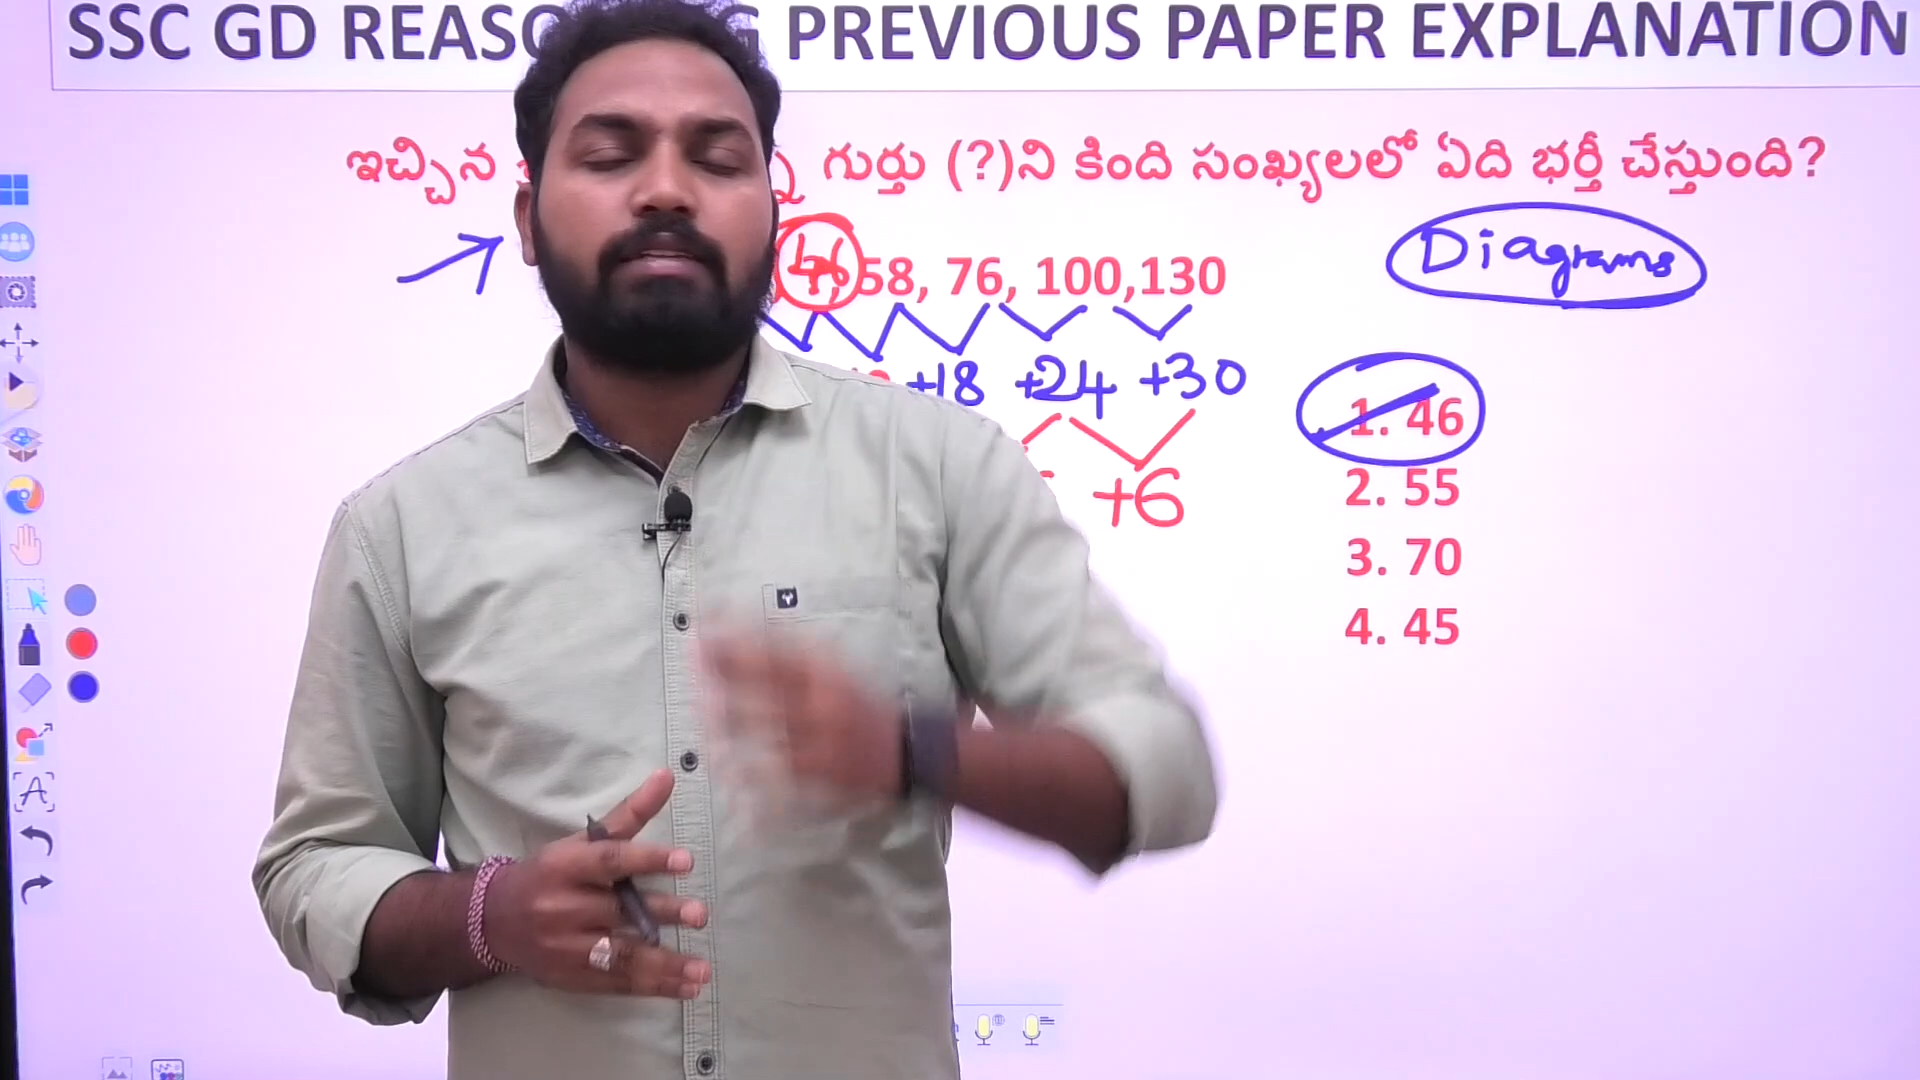 SSC GD REASO G PREVIOUS PAPER EXPLANATION
ఇచ్చిన గుర్తు (?)ని కింది సంఖ్యలలో ఏది భర్తీ చేస్తుంది?
46 58, 76, 100,130
Diagrams
+18 +24 +30
+6
1. 46
2. 55
3. 70
4. 45